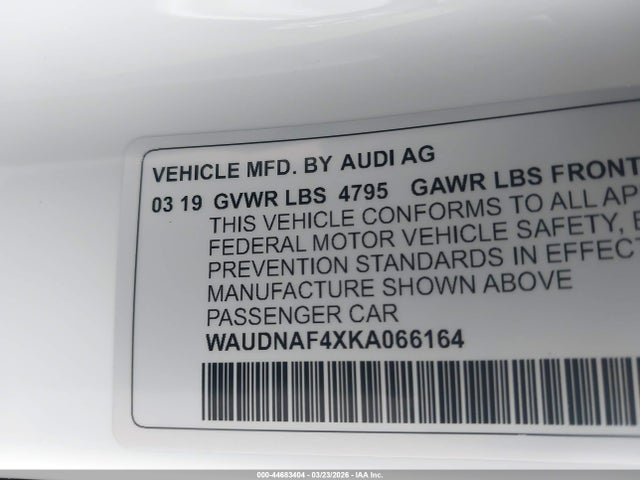 VEHICLE MFD. BY AUDI AG
03 19 GVWR LBS 4795 GAWR LBS FRONT
THIS VEHICLE CONFORMS TO ALL AP
FEDERAL MOTOR VEHICLE SAFETY, B
PREVENTION STANDARDS IN EFFEC
MANUFACTURE SHOWN ABOVE
PASSENGER CAR
WAUDNAF4XKA066164
000-44683404 - 03/23/2026 - IAA Inc.